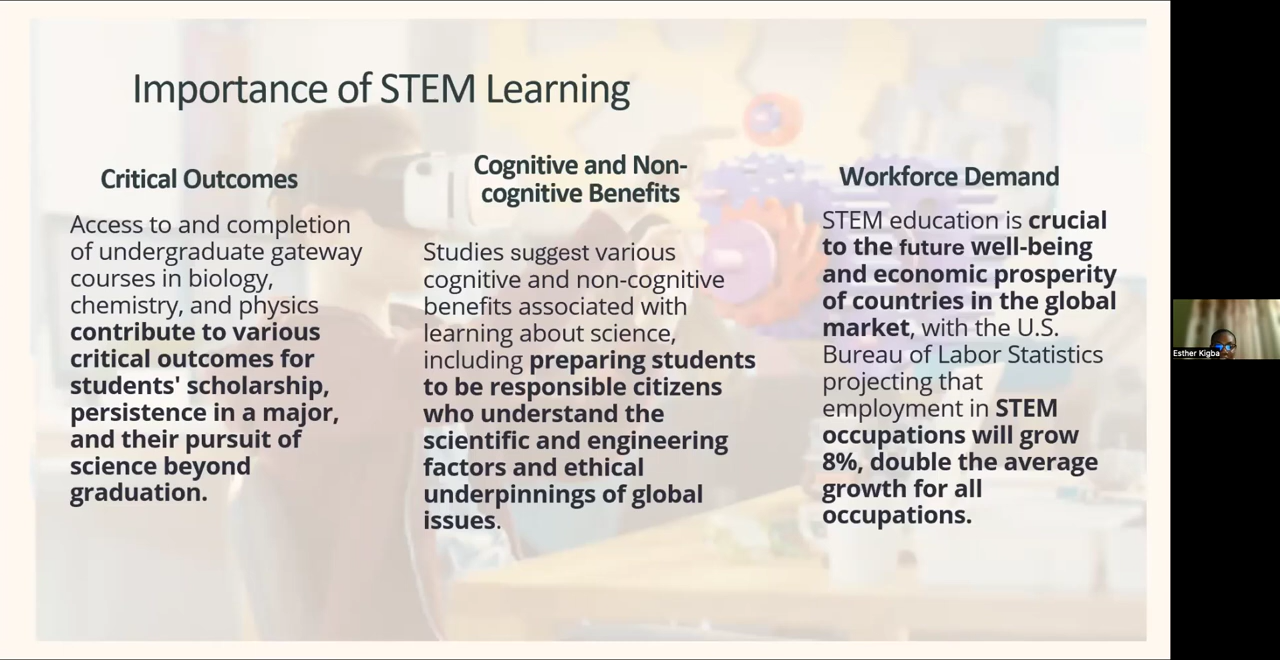 Importance of STEM Learning
Critical Outcomes
Access to and completion
of undergraduate gateway
courses in biology,
chemistry, and physics
contribute to various
critical outcomes for
students' scholarship,
persistence in a major,
and their pursuit of
science beyond
graduation.
Cognitive and Non-
cognitive Benefits
Studies suggest various
cognitive and non-cognitive
benefits associated with
learning about science,
including preparing students
to be responsible citizens
who understand the
scientific and engineering
factors and ethical
underpinnings of global
issues.
Workforce Demand
STEM education is crucial
to the future well-being
and economic prosperity
of countries in the global
market, with the U.S.
Bureau of Labor Statistics
projecting that
employment in STEM
occupations will grow
8%, double the average
growth for all
occupations.
Esther Kigba